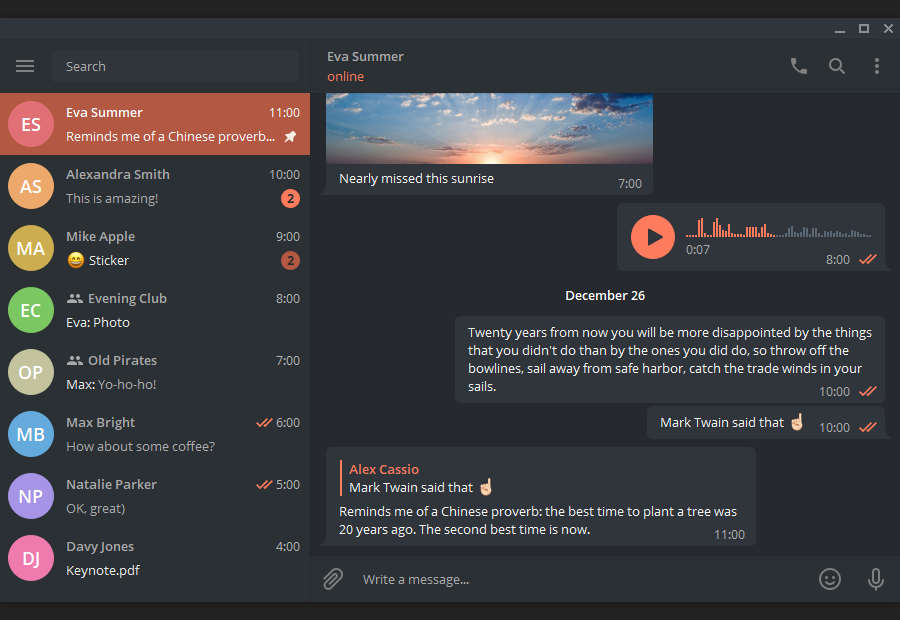 Search
ES
Eva Summer 11:00
Reminds me of a Chinese proverb...
AS
Alexandra Smith 10:00
This is amazing! 2
MA
Mike Apple 9:00
😄 Sticker 2
EC
Evening Club 8:00
Eva: Photo
OP
Old Pirates 7:00
Max: Yo-ho-ho!
MB
Max Bright 6:00
How about some coffee?
NP
Natalie Parker 5:00
OK, great)
DJ
Davy Jones 4:00
Keynote.pdf
Eva Summer
online
Nearly missed this sunrise
7:00
0:07
8:00
December 26
Twenty years from now you will be more disappointed by the things
that you didn't do than by the ones you did do, so throw off the
bowlines, sail away from safe harbor, catch the trade winds in your
sails.
10:00
Mark Twain said that ☝🏻 10:00
Alex Cassio
Mark Twain said that ☝🏻
Reminds me of a Chinese proverb: the best time to plant a tree was
20 years ago. The second best time is now.
11:00
Write a message...